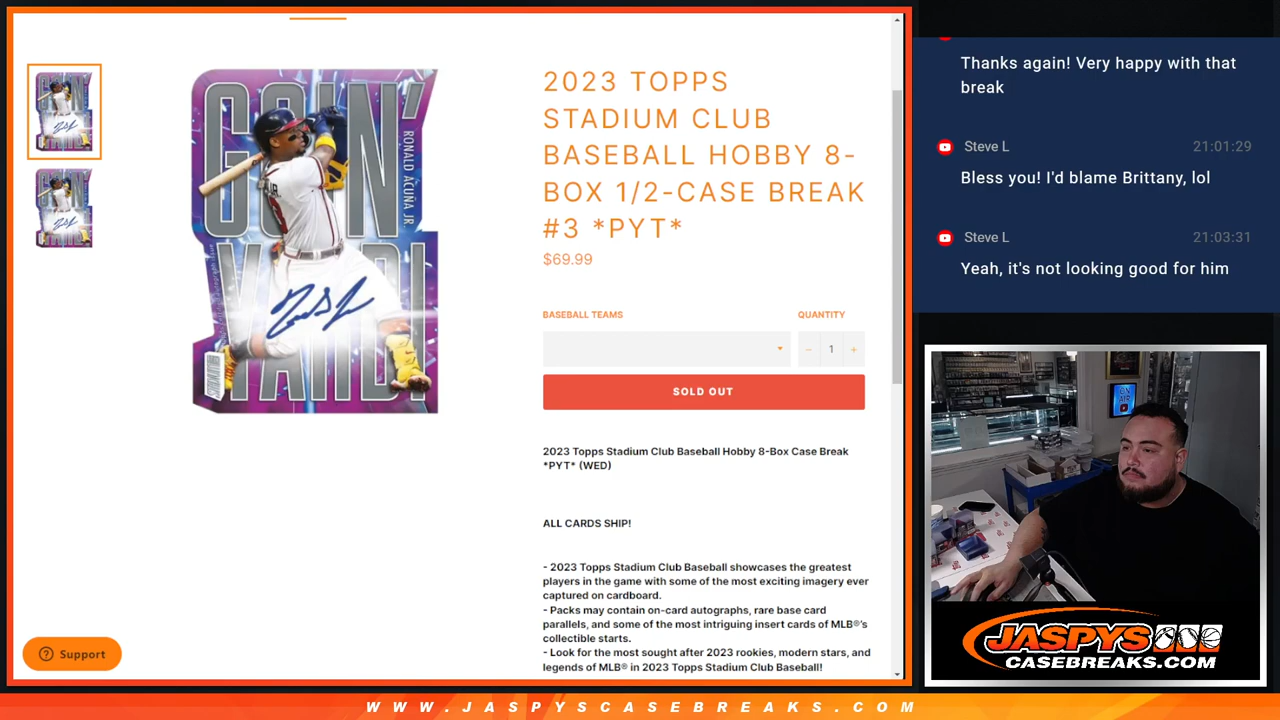 GOIN'
YARD!
RONALD ACUÑA JR.
2023 TOPPS
STADIUM CLUB
BASEBALL HOBBY 8-
BOX 1/2-CASE BREAK
#3 *PYT*
$69.99
BASEBALL TEAMS
QUANTITY
1
SOLD OUT
2023 Topps Stadium Club Baseball Hobby 8-Box Case Break
*PYT* (WED)
ALL CARDS SHIP!
- 2023 Topps Stadium Club Baseball showcases the greatest
players in the game with some of the most exciting imagery ever
captured on cardboard.
- Packs may contain on-card autographs, rare base card
parallels, and some of the most intriguing insert cards of MLB®'s
collectible starts.
- Look for the most sought after 2023 rookies, modern stars, and
legends of MLB® in 2023 Topps Stadium Club Baseball!
Support
Thanks again! Very happy with that
break
Steve L 21:01:29
Bless you! I'd blame Brittany, lol
Steve L 21:03:31
Yeah, it's not looking good for him
ON
AIR
JASPYS
CASEBREAKS.COM
WWW.JASPYSCASEBREAKS.COM